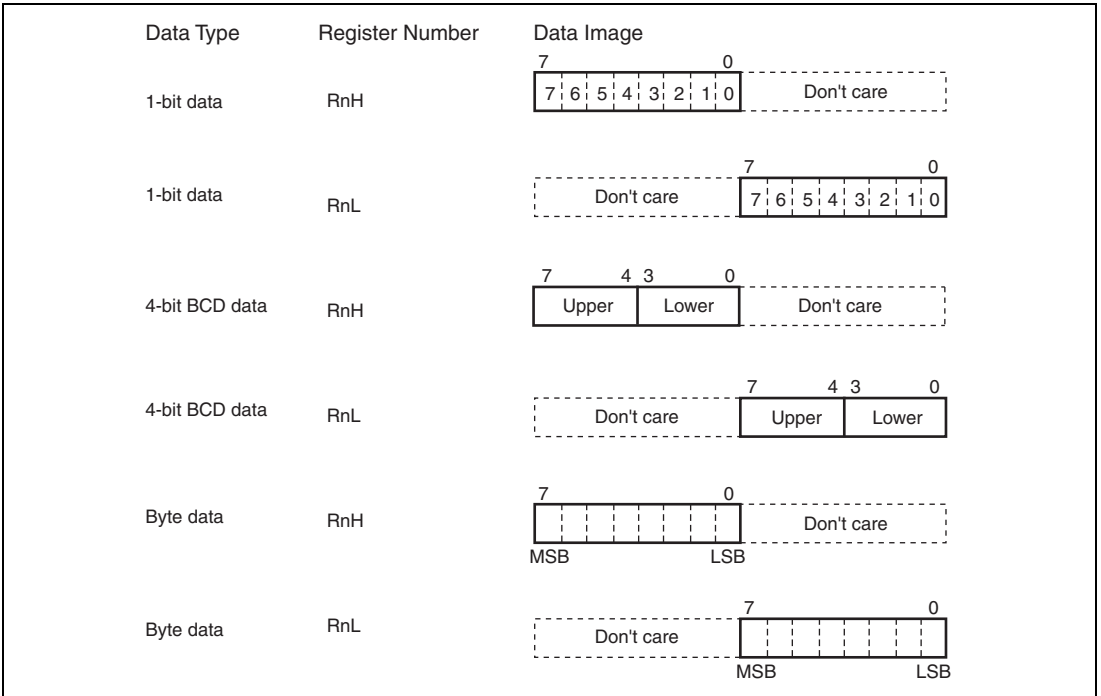 Data Type Register Number Data Image
7 0
1-bit data RnH 7 6 5 4 3 2 1 0 Don't care
7 0
1-bit data RnL Don't care 7 6 5 4 3 2 1 0
7 4 3 0
4-bit BCD data RnH Upper Lower Don't care
7 4 3 0
4-bit BCD data RnL Don't care Upper Lower
7 0
Byte data RnH Don't care
MSB LSB
7 0
Byte data RnL Don't care
MSB LSB